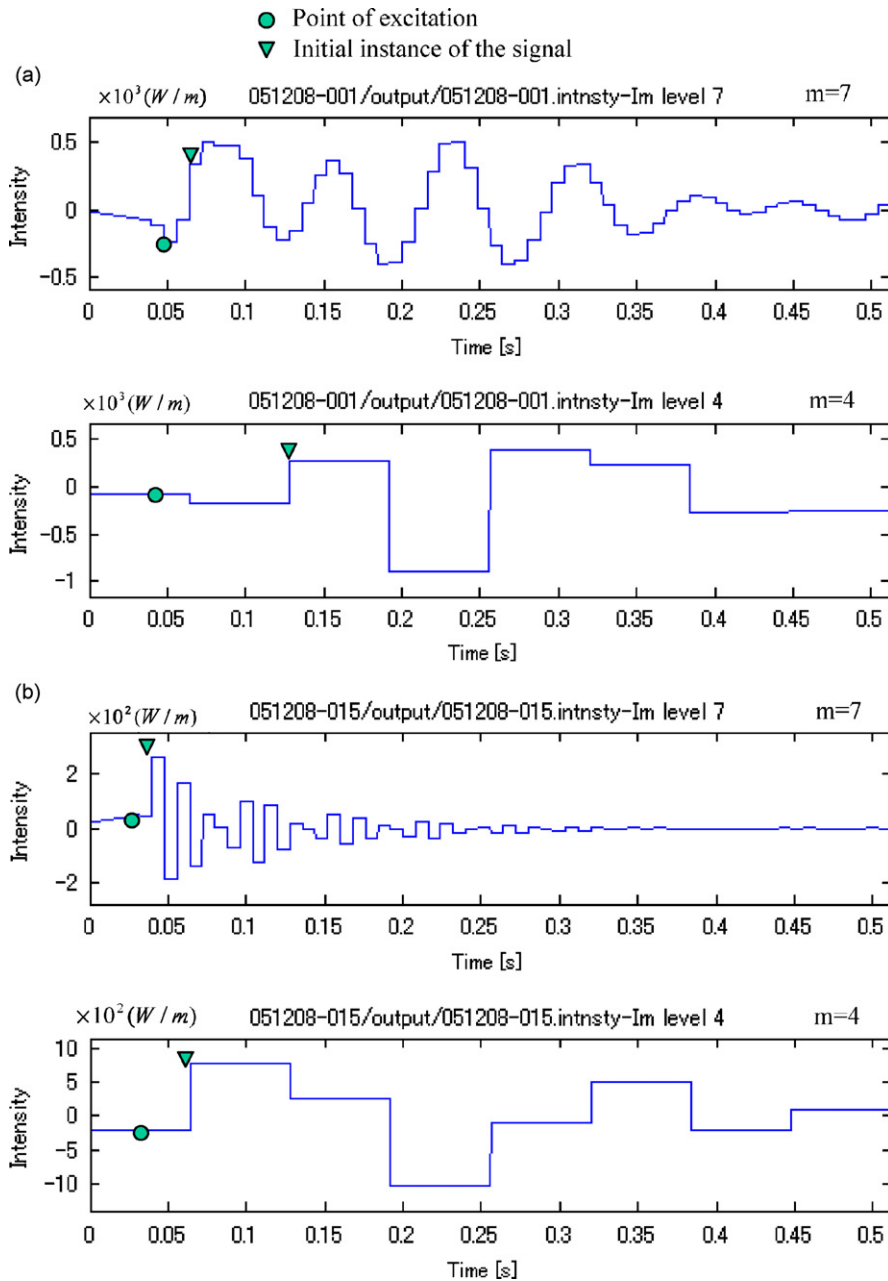 Point of excitation
Initial instance of the signal
(a)
×10³(W/m) 051208-001/output/051208-001.intnsty-Im level 7 m=7
Intensity
0.5
0
-0.5
0 0.05 0.1 0.15 0.2 0.25 0.3 0.35 0.4 0.45 0.5
Time [s]
×10³(W/m) 051208-001/output/051208-001.intnsty-Im level 4 m=4
Intensity
0.5
0
-0.5
-1
0 0.05 0.1 0.15 0.2 0.25 0.3 0.35 0.4 0.45 0.5
Time [s]
(b)
×10²(W/m) 051208-015/output/051208-015.intnsty-Im level 7 m=7
Intensity
2
0
-2
0 0.05 0.1 0.15 0.2 0.25 0.3 0.35 0.4 0.45 0.5
Time [s]
×10²(W/m) 051208-015/output/051208-015.intnsty-Im level 4 m=4
Intensity
10
5
0
-5
-10
0 0.05 0.1 0.15 0.2 0.25 0.3 0.35 0.4 0.45 0.5
Time [s]